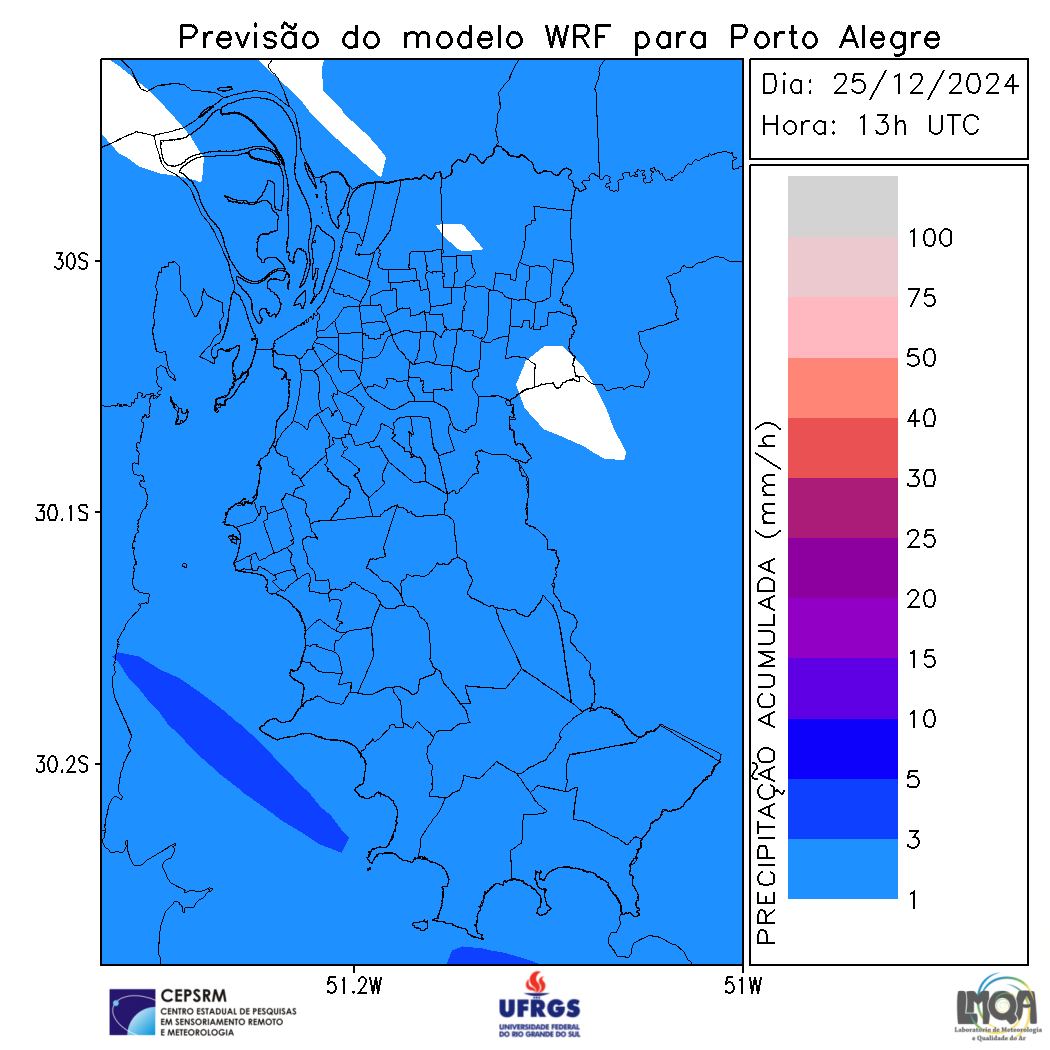 Previsão do modelo WRF para Porto Alegre
Dia: 25/12/2024
Hora: 13h UTC
30S
30.1S
30.2S
51.2W
51W
PRECIPITAÇÃO ACUMULADA (mm/h)
100
75
50
40
30
25
20
15
10
5
3
1
CEPSRM
CENTRO ESTADUAL DE PESQUISAS
EM SENSORIAMENTO REMOTO
E METEOROLOGIA
UFRGS
UNIVERSIDADE FEDERAL
DO RIO GRANDE DO SUL
LMQA
Laboratório de Meteorologia
e Qualidade do Ar